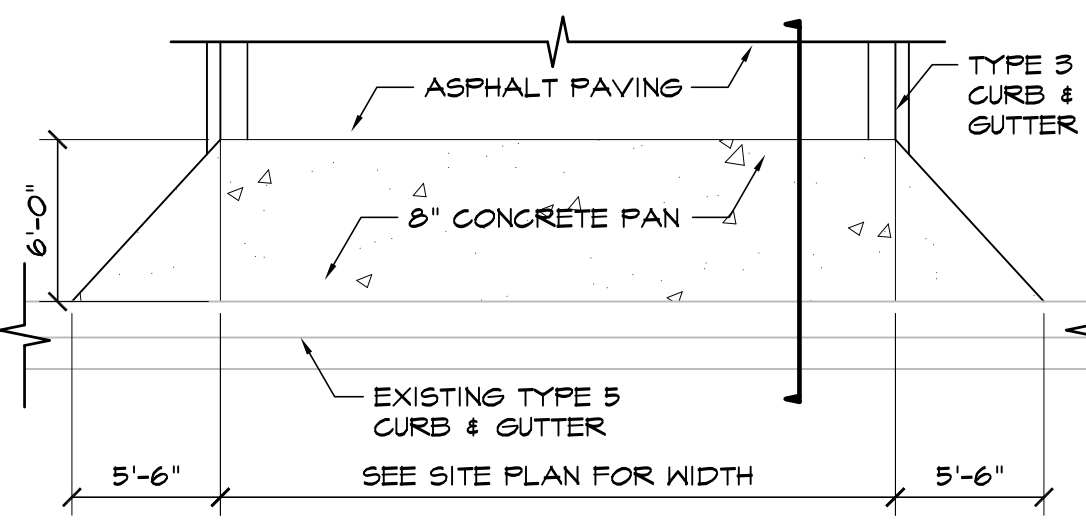 ASPHALT PAVING
TYPE 3
CURB &
GUTTER
6'-0"
8" CONCRETE PAN
EXISTING TYPE 5
CURB & GUTTER
5'-6"
SEE SITE PLAN FOR WIDTH
5'-6"